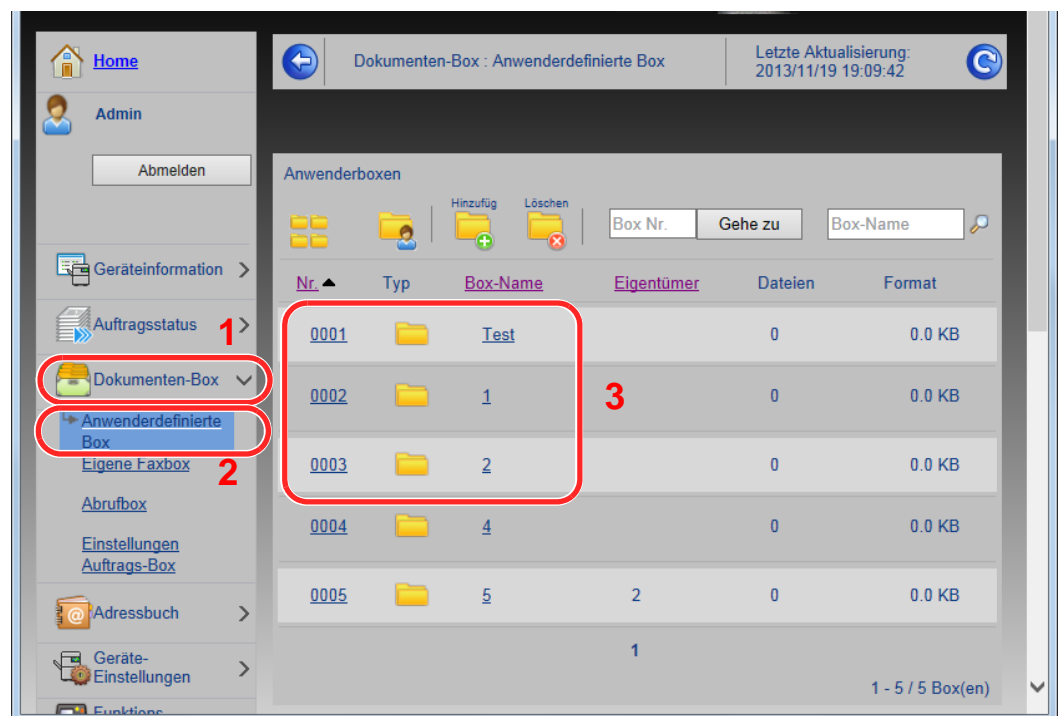 Home
Admin
Abmelden
Geräteinformation
Auftragsstatus
1
Dokumenten-Box
Anwenderdefinierte
Box
2
Eigene Faxbox
Abrufbox
Einstellungen
Auftrags-Box
Adressbuch
Geräte-
Einstellungen
Funktions
Dokumenten-Box : Anwenderdefinierte Box
Letzte Aktualisierung:
2013/11/19 19:09:42
Anwenderboxen
Hinzufüg Löschen
Box Nr. Gehe zu Box-Name
Nr. Typ Box-Name Eigentümer Dateien Format
0001 Test 0 0.0 KB
0002 1 0 0.0 KB
3
0003 2 0 0.0 KB
0004 4 0 0.0 KB
0005 5 2 0 0.0 KB
1
1 - 5 / 5 Box(en)